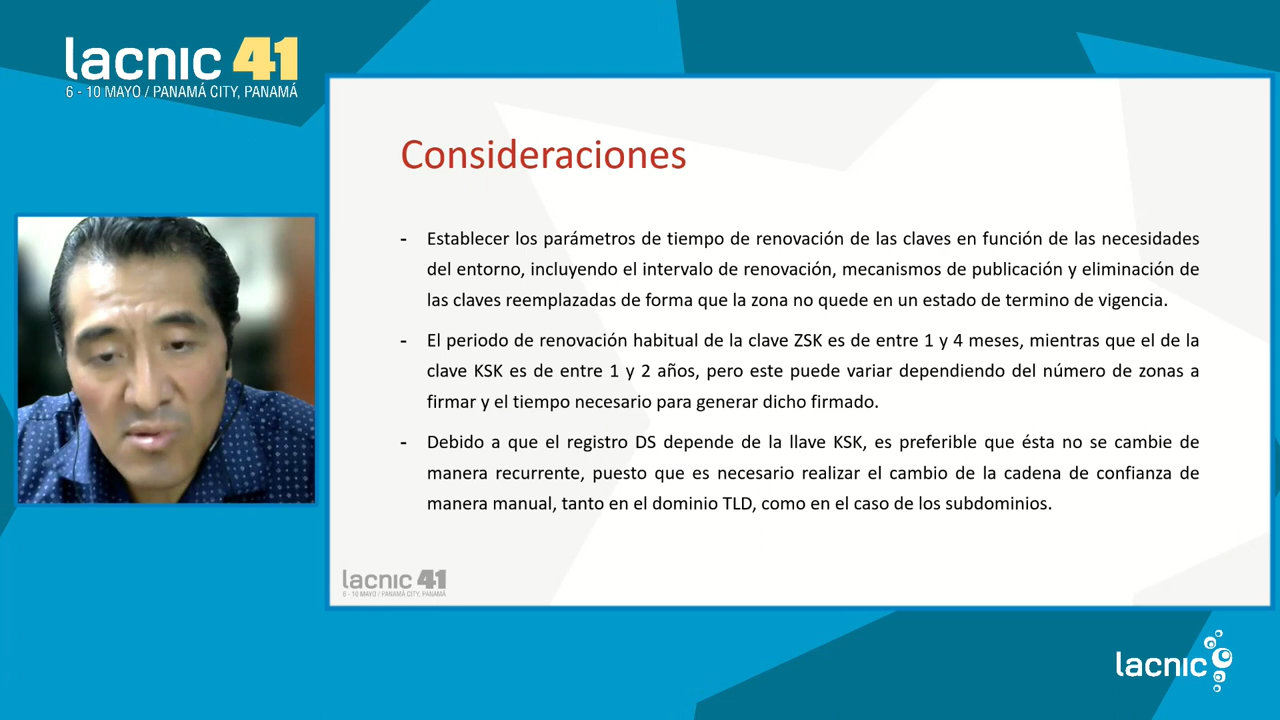 lacnic 41
6 - 10 MAYO / PANAMÁ CITY, PANAMÁ
Consideraciones
- Establecer los parámetros de tiempo de renovación de las claves en función de las necesidades
del entorno, incluyendo el intervalo de renovación, mecanismos de publicación y eliminación de
las claves reemplazadas de forma que la zona no quede en un estado de termino de vigencia.
- El periodo de renovación habitual de la clave ZSK es de entre 1 y 4 meses, mientras que el de la
clave KSK es de entre 1 y 2 años, pero este puede variar dependiendo del número de zonas a
firmar y el tiempo necesario para generar dicho firmado.
- Debido a que el registro DS depende de la llave KSK, es preferible que ésta no se cambie de
manera recurrente, puesto que es necesario realizar el cambio de la cadena de confianza de
manera manual, tanto en el dominio TLD, como en el caso de los subdominios.
lacnic 41
6 - 10 MAYO / PANAMÁ CITY, PANAMÁ
lacnic